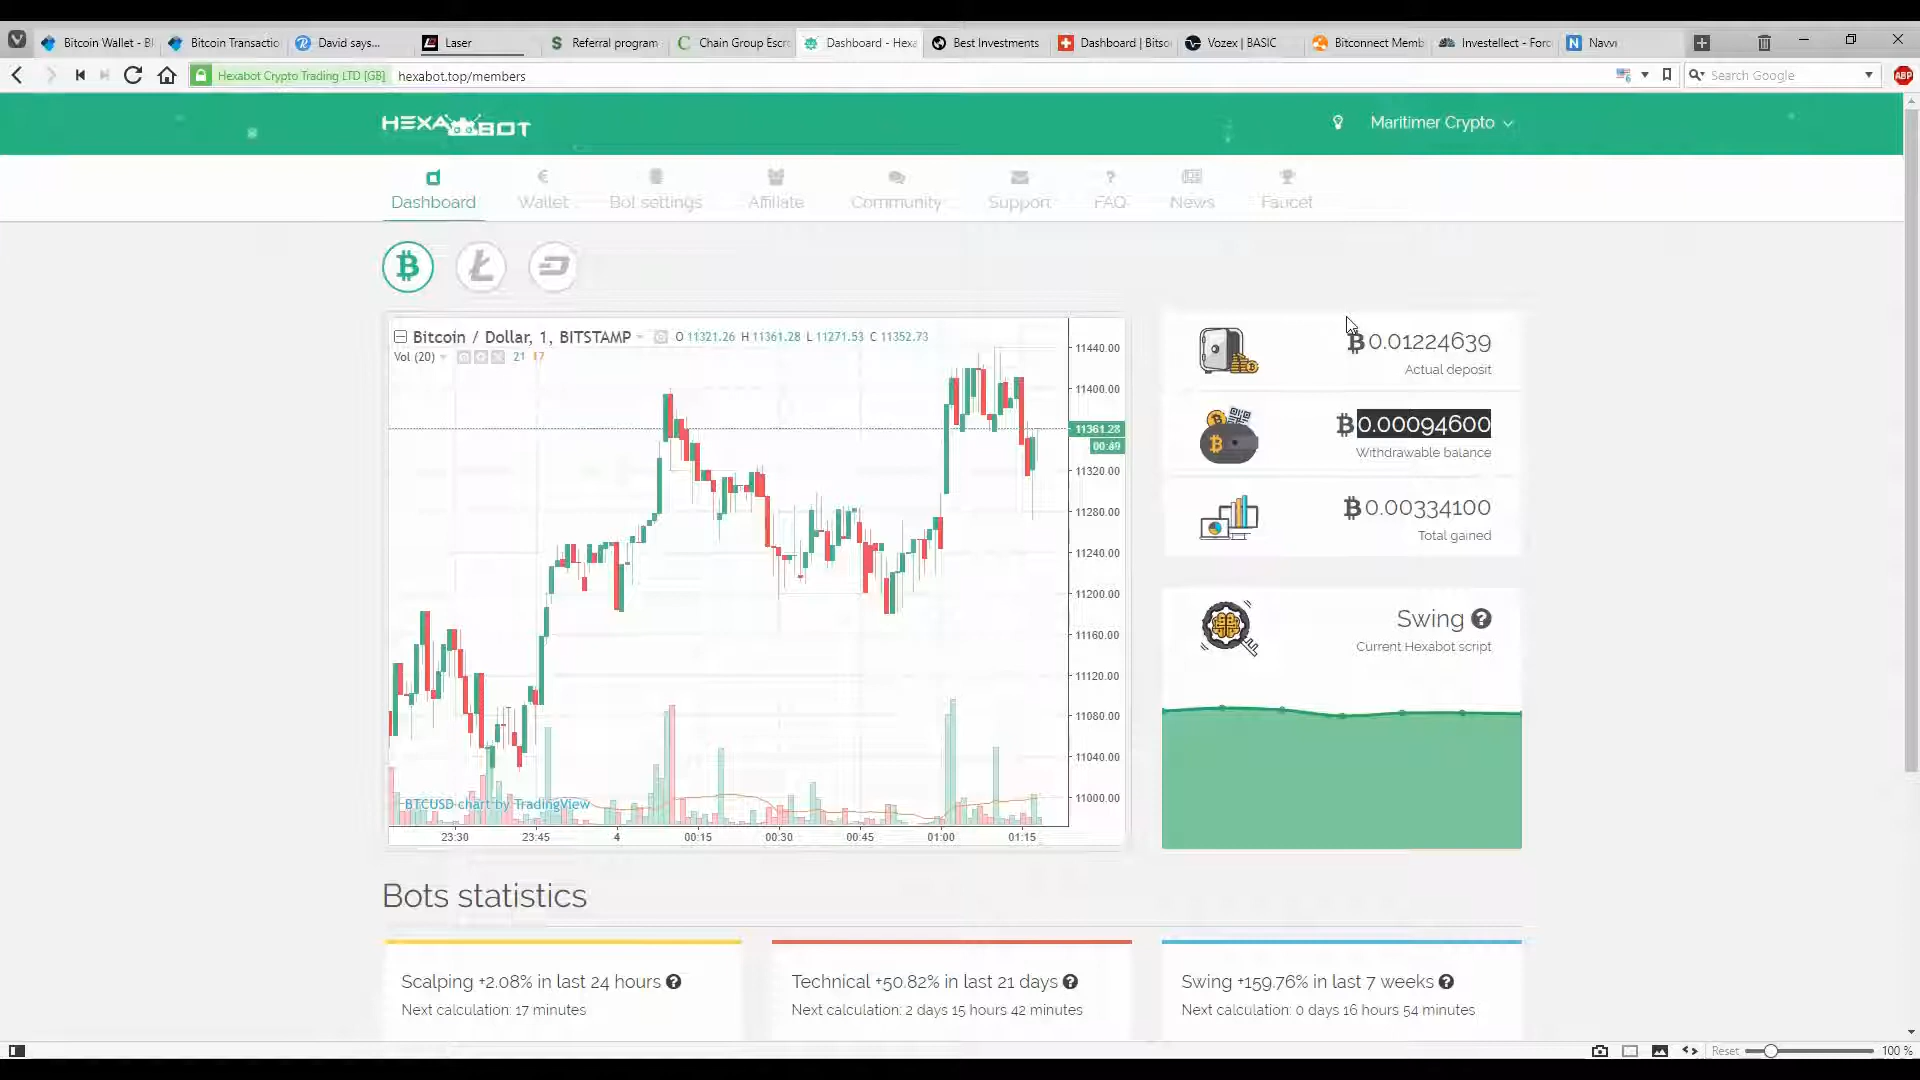 Bitcoin Wallet - Bl
Bitcoin Transactio
David says...
Laser
Referral program
Chain Group Escr
Dashboard - Hexa
Best Investments
Dashboard | Bitso
Vozex | BASIC
Bitconnect Memb
Investellect - Forc
Navvi
Hexabot Crypto Trading LTD [GB]
hexabot.top/members
Search Google
ABP
HEXABOT
Maritimer Crypto
Dashboard
Wallet
Bot settings
Affiliate
Community
Support
FAQ
News
Faucet
Bitcoin / Dollar, 1, BITSTAMP
O 11321.26 H 11361.28 L 11271.53 C 11352.73
Vol (20)
21 17
11440.00
11400.00
11361.28
00:49
11320.00
11280.00
11240.00
11200.00
11160.00
11120.00
11080.00
11040.00
11000.00
BTCUSD chart by TradingView
23:30 23:45 4 00:15 00:30 00:45 01:00 01:15
0.01224639
Actual deposit
0.00094600
Withdrawable balance
0.00334100
Total gained
Swing ?
Current Hexabot script
Bots statistics
Scalping +2.08% in last 24 hours ?
Next calculation: 17 minutes
Technical +50.82% in last 21 days ?
Next calculation: 2 days 15 hours 42 minutes
Swing +159.76% in last 7 weeks ?
Next calculation: 0 days 16 hours 54 minutes
Reset
100 %